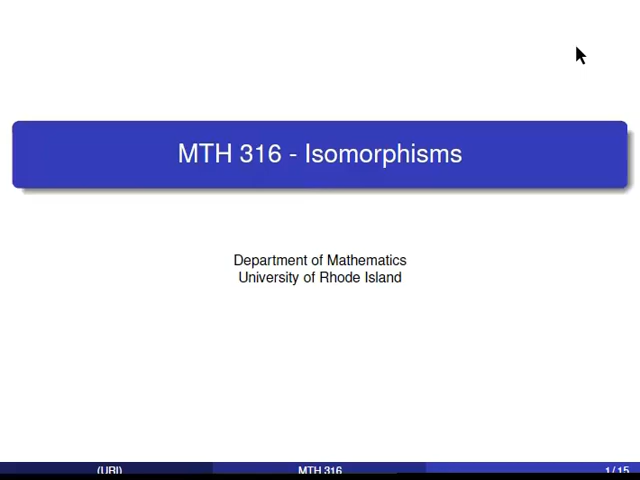 MTH 316 - Isomorphisms
Department of Mathematics
University of Rhode Island
(URI)
MTH 316
1 / 15